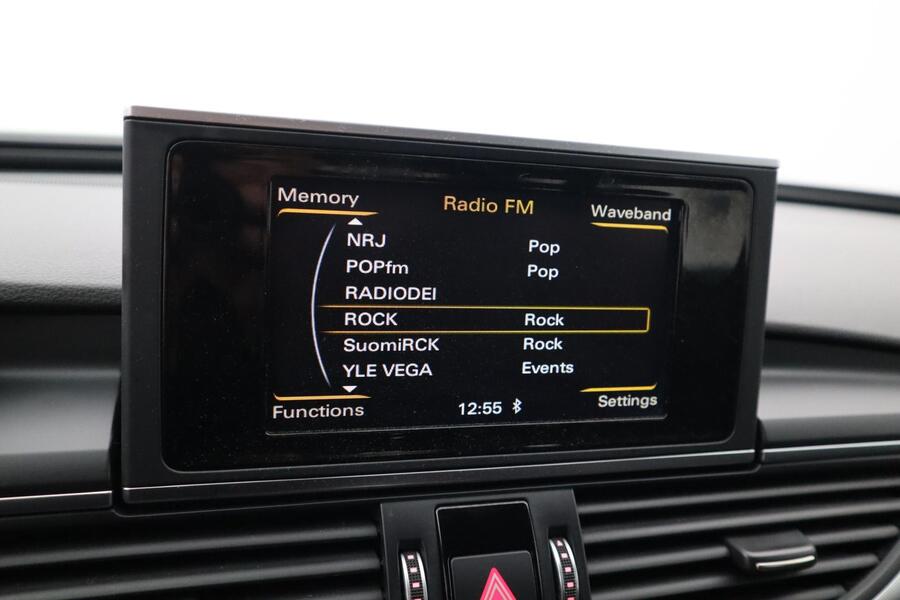 Memory Radio FM Waveband
NRJ Pop
POPfm Pop
RADIODEI
ROCK Rock
SuomiRCK Rock
YLE VEGA Events
Functions 12:55 Settings